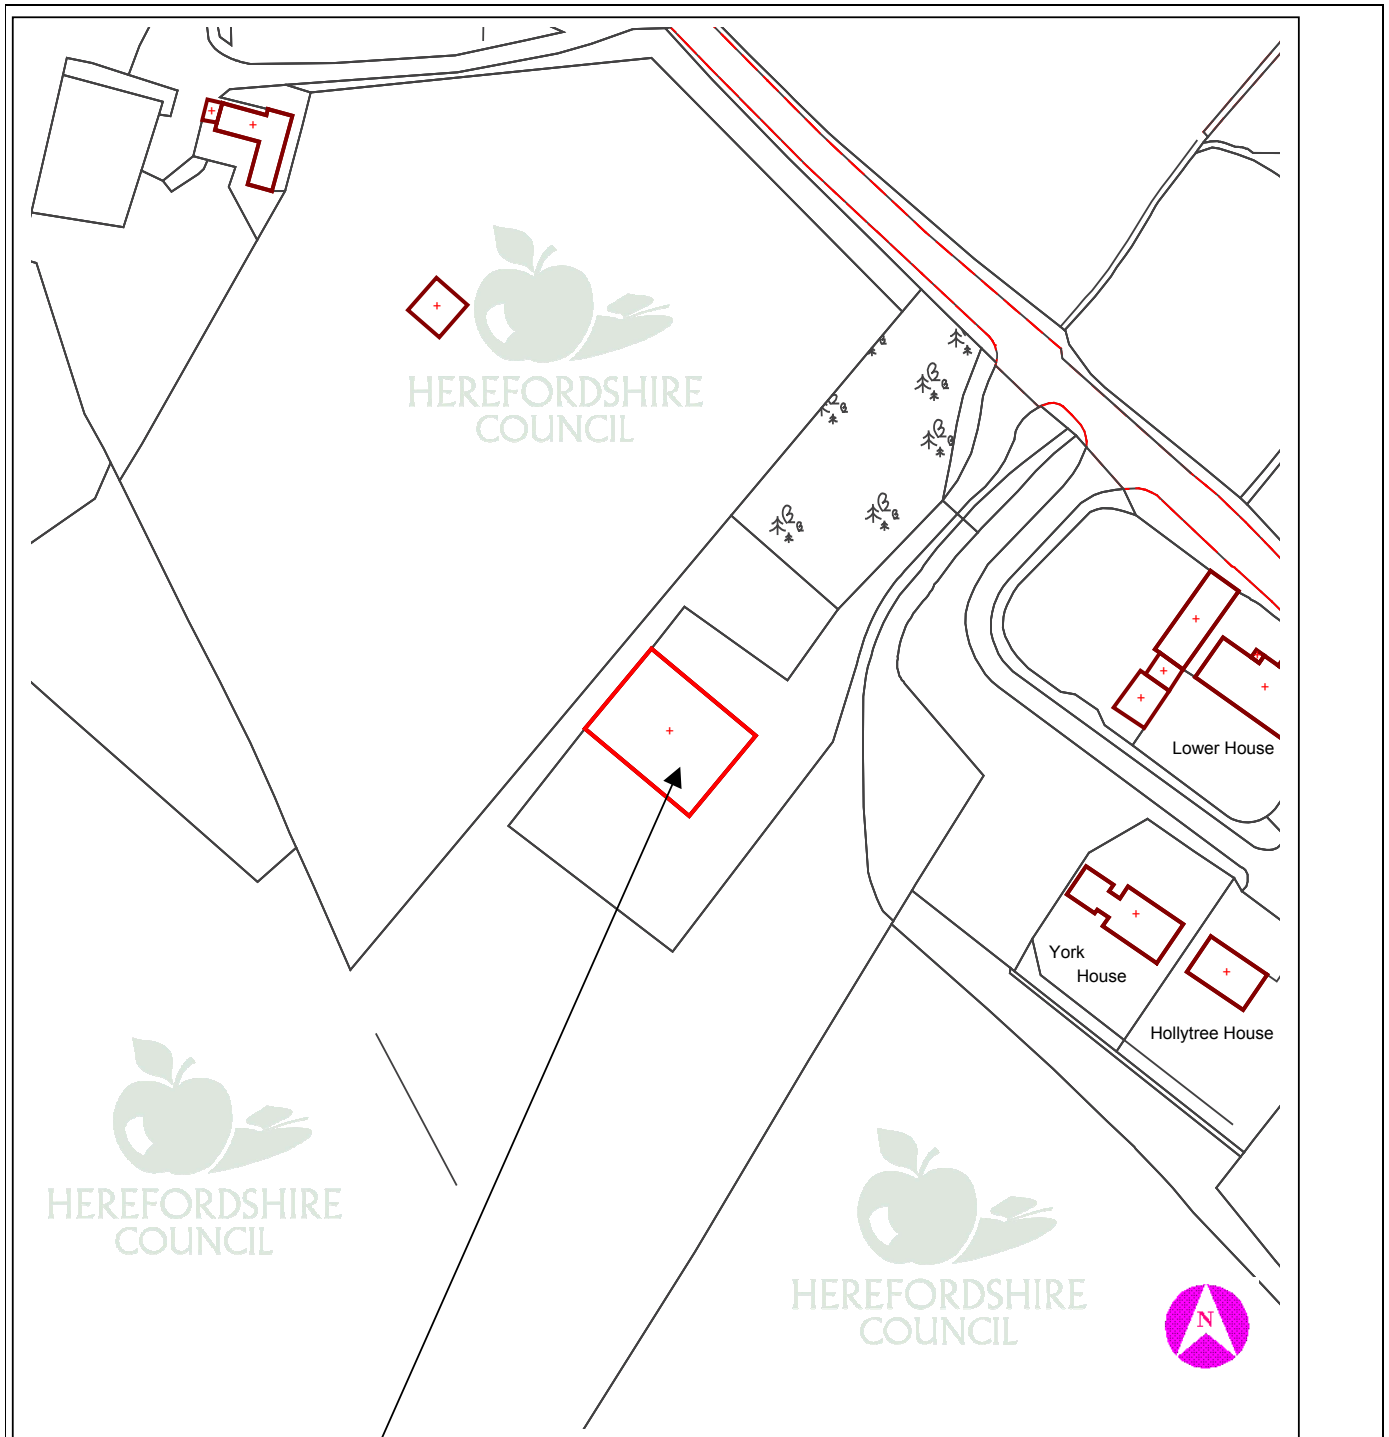 HEREFORDSHIRE
COUNCIL
Lower House
York
House
Hollytree House
HEREFORDSHIRE
COUNCIL
HEREFORDSHIRE
COUNCIL
N